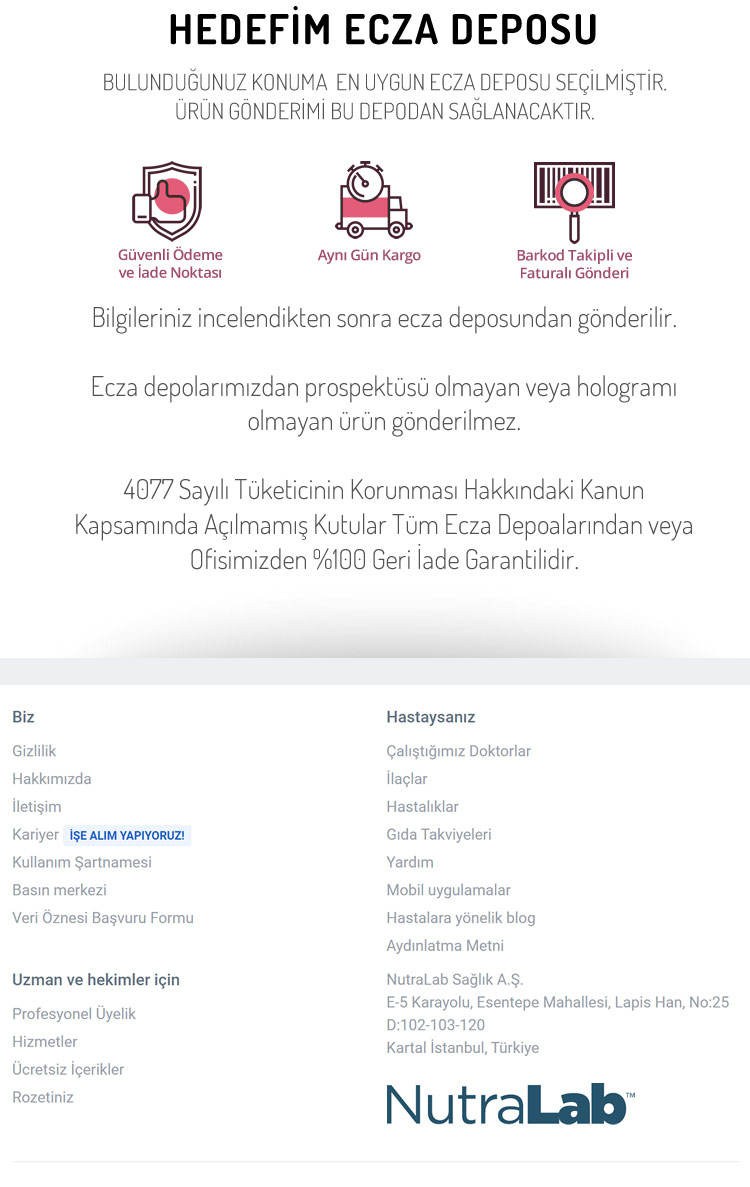 HEDEFİM ECZA DEPOSU
BULUNDUĞUNUZ KONUMA EN UYGUN ECZA DEPOSU SEÇİLMİŞTİR.
ÜRÜN GÖNDERİMİ BU DEPODAN SAĞLANACAKTIR.
Güvenli Ödeme
ve İade Noktası
Aynı Gün Kargo
Barkod Takipli ve
Faturalı Gönderi
Bilgileriniz incelendikten sonra ecza deposundan gönderilir.
Ecza depolarımızdan prospektüsü olmayan veya hologramı
olmayan ürün gönderilmez.
4077 Sayılı Tüketicinin Korunması Hakkındaki Kanun
Kapsamında Açılmamış Kutular Tüm Ecza Depoalarından veya
Ofisimizden %100 Geri İade Garantilidir.
Biz
Gizlilik
Hakkımızda
İletişim
Kariyer İŞE ALIM YAPIYORUZ!
Kullanım Şartnamesi
Basın merkezi
Veri Öznesi Başvuru Formu
Uzman ve hekimler için
Profesyonel Üyelik
Hizmetler
Ücretsiz İçerikler
Rozetiniz
Hastaysanız
Çalıştığımız Doktorlar
İlaçlar
Hastalıklar
Gıda Takviyeleri
Yardım
Mobil uygulamalar
Hastalara yönelik blog
Aydınlatma Metni
NutraLab Sağlık A.Ş.
E-5 Karayolu, Esentepe Mahallesi, Lapis Han, No:25
D:102-103-120
Kartal İstanbul, Türkiye
NutraLab™